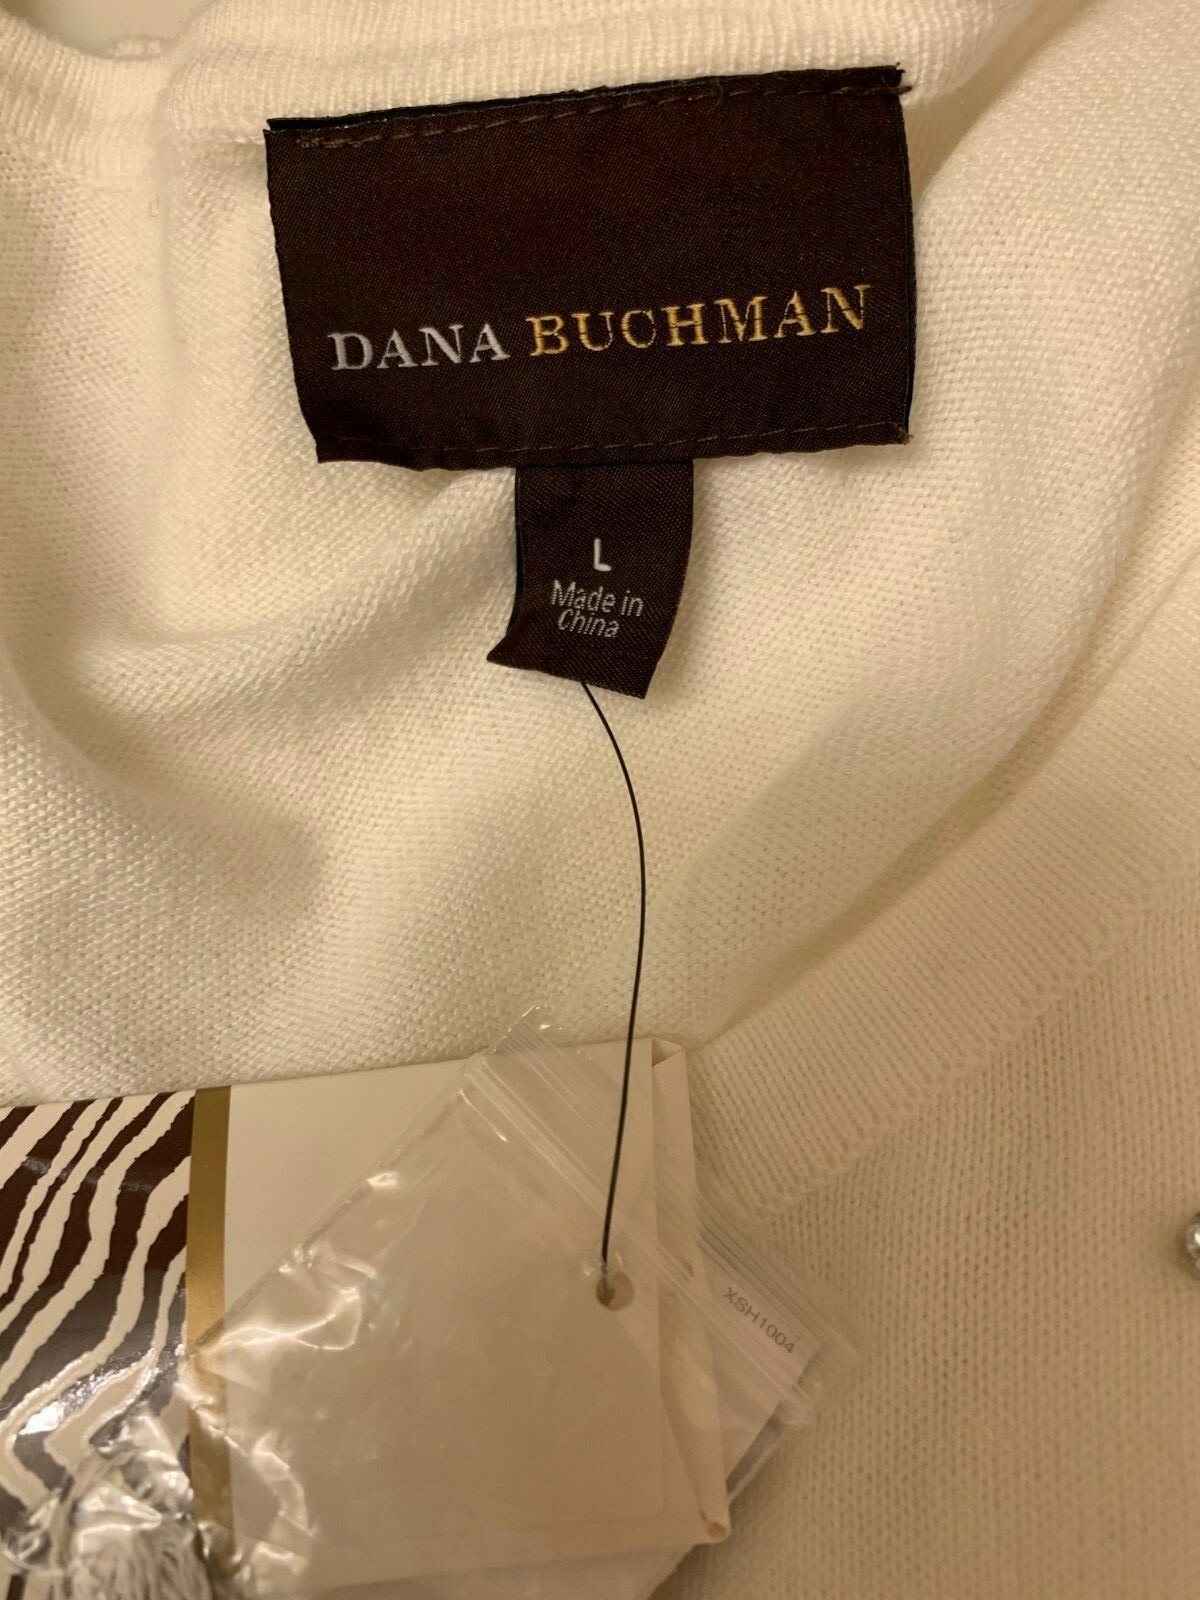 DANA BUCHMAN
L
Made in
China
XSH1004